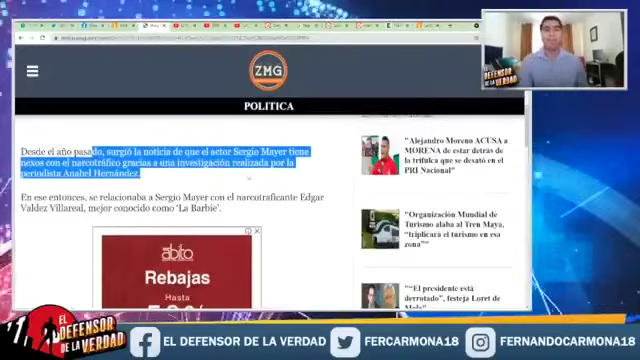 ZMG
POLITICA
Desde el año pasado, surgió la noticia de que el actor Sergio Mayer tiene
nexos con el narcotráfico gracias a una investigación realizada por la
periodista Anabel Hernández.
En ese entonces, se relacionaba a Sergio Mayer con el narcotraficante Edgar
Valdez Villareal, mejor conocido como 'La Barbie'.
abito
Rebajas
Hasta
"Alejandro Moreno ACUSA a
MORENA de estar detrás de
la trifulca que se desató en el
PRI Nacional"
"Organización Mundial de
Turismo alaba al Tren Maya,
"triplicará el turismo en esa
zona""
""El presidente está
derrotado", festeja Loret de
EL
DEFENSOR
DE LA VERDAD
EL
DEFENSOR
DE LA VERDAD
EL DEFENSOR DE LA VERDAD
FERCARMONA18
FERNANDOCARMONA18